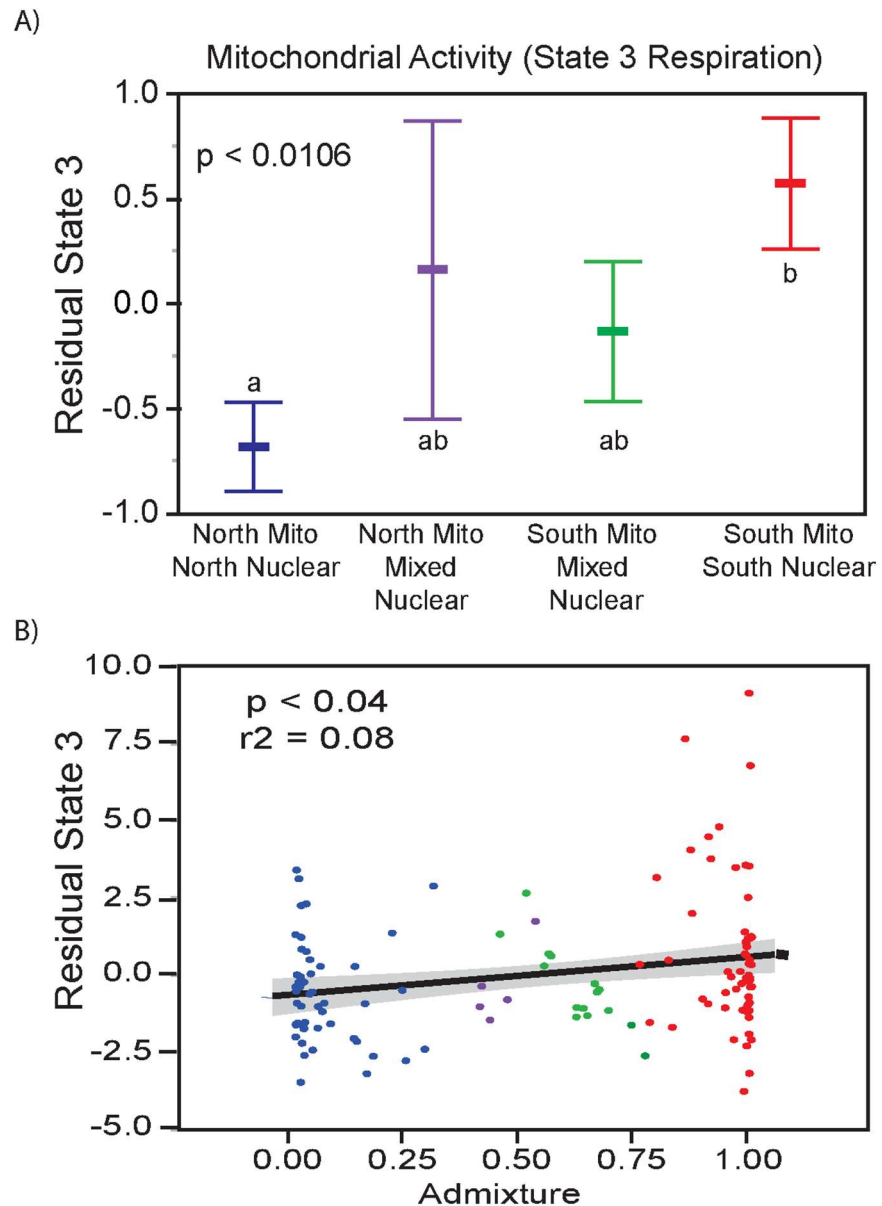 A)
Mitochondrial Activity (State 3 Respiration)
Residual State 3
1.0
0.5
0.0
-0.5
-1.0
p < 0.0106
a
ab
ab
b
North Mito
North Nuclear
North Mito
Mixed
Nuclear
South Mito
Mixed
Nuclear
South Mito
South Nuclear
B)
Residual State 3
10.0
7.5
5.0
2.5
0.0
-2.5
-5.0
p < 0.04
r2 = 0.08
0.00 0.25 0.50 0.75 1.00
Admixture